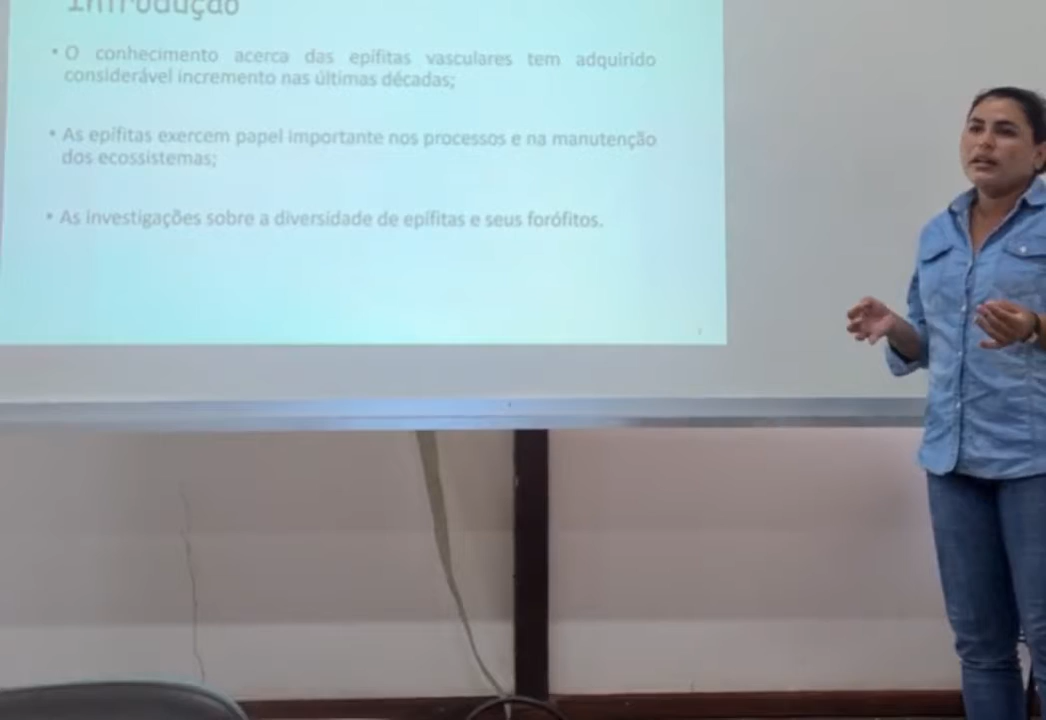 Introdução
• O conhecimento acerca das epífitas vasculares tem adquirido
considerável incremento nas últimas décadas;
• As epífitas exercem papel importante nos processos e na manutenção
dos ecossistemas;
• As investigações sobre a diversidade de epífitas e seus forófitos.